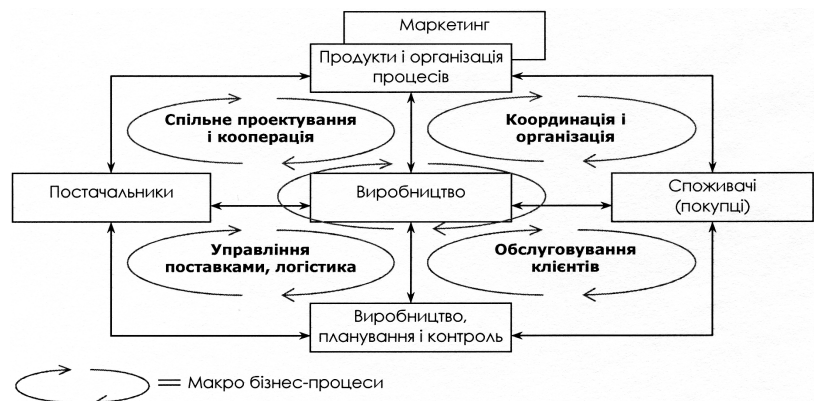 Маркетинг
Продукти і організація
процесів
Спільне проектування
і кооперація
Координація і
організація
Постачальники
Виробництво
Споживачі
(покупці)
Управління
поставками, логістика
Обслуговування
клієнтів
Виробництво,
планування і контроль
= Макро бізнес-процеси